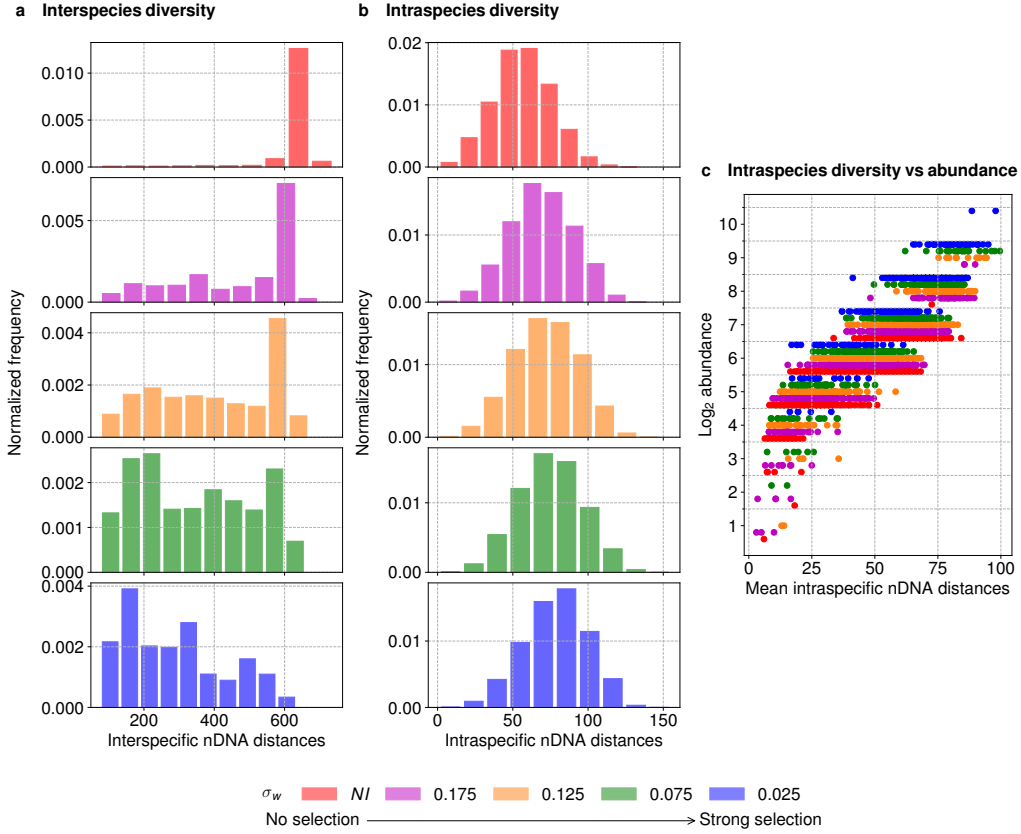 a Interspecies diversity
b Intraspecies diversity
0.010
0.005
0.000
0.02
0.01
0.00
0.005
0.000
0.01
0.00
c Intraspecies diversity vs abundance
0.004
0.002
0.000
0.01
0.00
0.002
0.001
0.000
0.01
0.00
0.004
0.002
0.000
0.01
0.00
Normalized frequency
Normalized frequency
200 400 600
Interspecific nDNA distances
0 50 100 150
Intraspecific nDNA distances
Log₂ abundance
10
9
8
7
6
5
4
3
2
1
0 25 50 75 100
Mean intraspecific nDNA distances
σw NI 0.175 0.125 0.075 0.025
No selection Strong selection